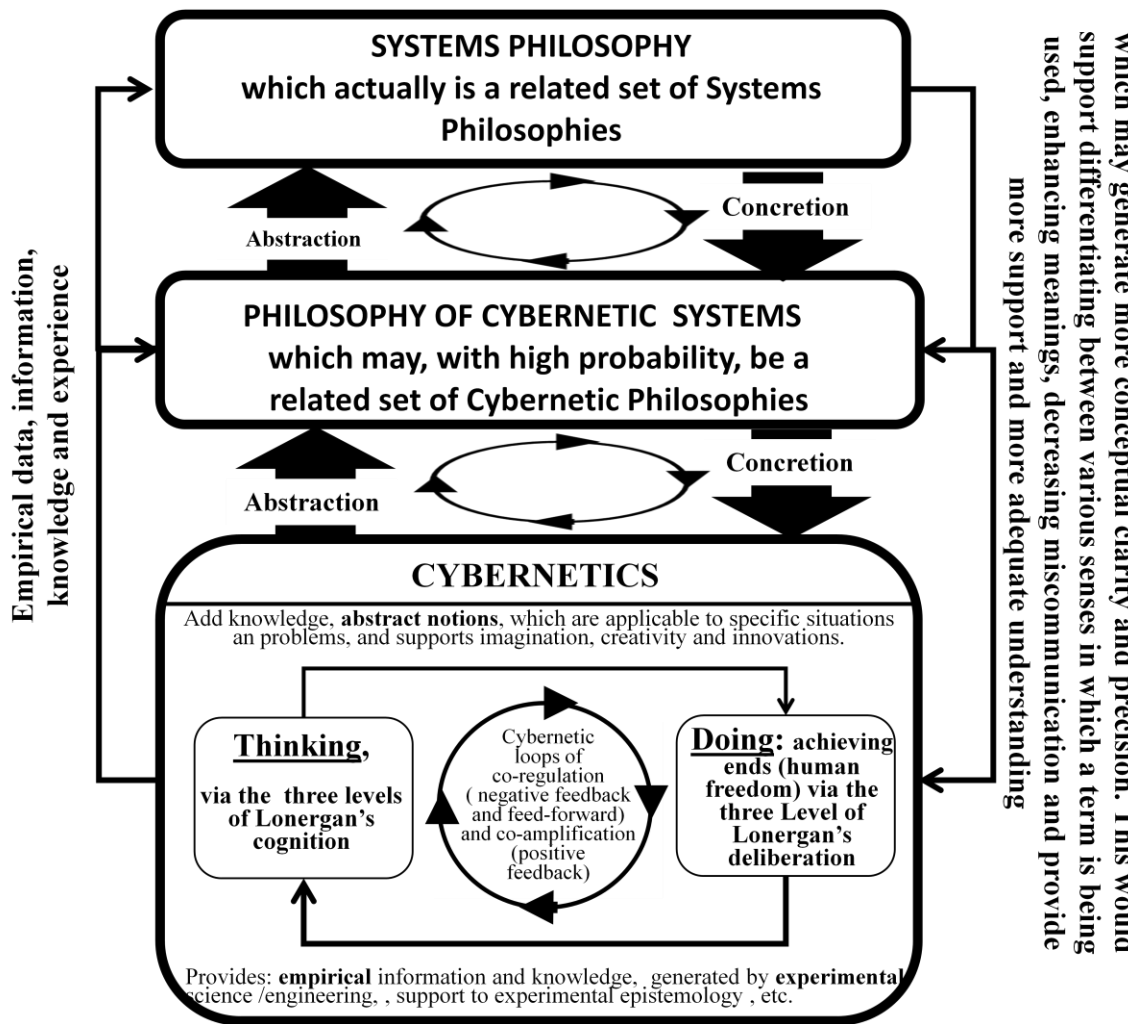 SYSTEMS PHILOSOPHY
which actually is a related set of Systems
Philosophies
Abstraction
Concretion
PHILOSOPHY OF CYBERNETIC SYSTEMS
which may, with high probability, be a
related set of Cybernetic Philosophies
Abstraction
Concretion
CYBERNETICS
Add knowledge, abstract notions, which are applicable to specific situations
an problems, and supports imagination, creativity and innovations.
Thinking,
via the three levels
of Lonergan’s
cognition
Cybernetic
loops of
co-regulation
( negative feedback
and feed-forward)
and co-amplification
(positive
feedback)
Doing: achieving
ends (human
freedom) via the
three Level of
Lonergan’s
deliberation
Provides: empirical information and knowledge, generated by experimental
science /engineering, , support to experimental epistemology , etc.
Empirical data, information,
knowledge and experience
Which may generate more conceptual clarity and precision. This would
support differentiating between various senses in which a term is being
used, enhancing meanings, decreasing miscommunication and provide
more support and more adequate understanding